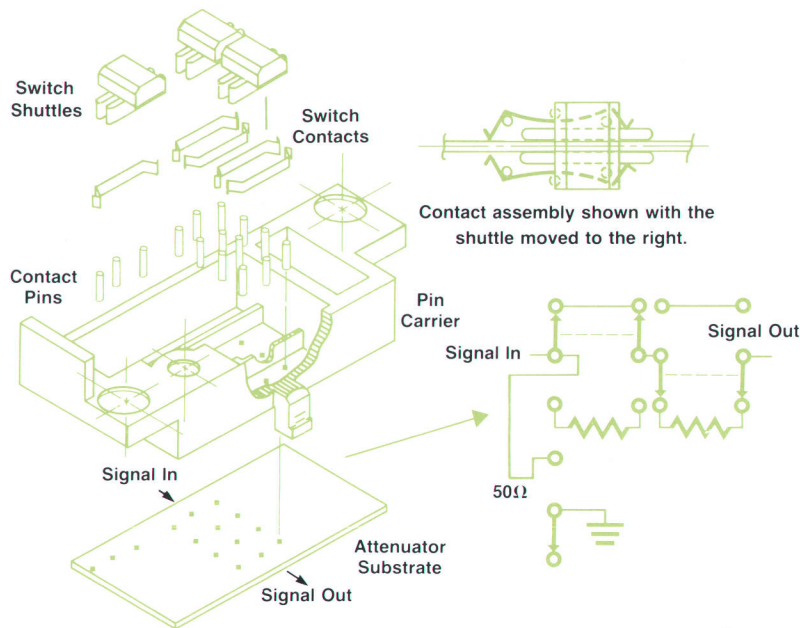 Switch
Shuttles
Switch
Contacts
Contact assembly shown with the
shuttle moved to the right.
Contact
Pins
Pin
Carrier
Signal In
Signal Out
50Ω
Signal In
Attenuator
Substrate
Signal Out